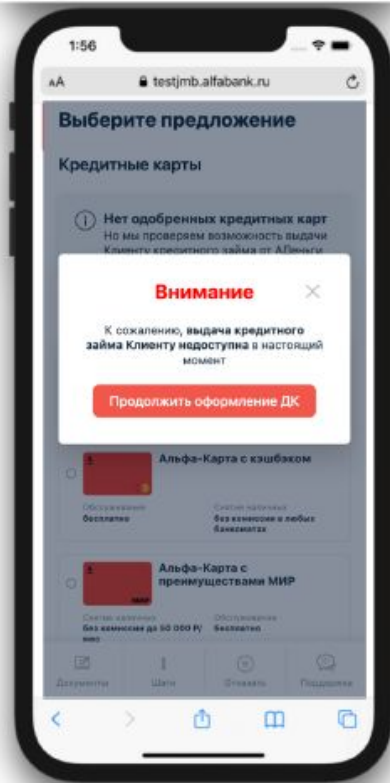 1:56
AA testjmb.alfabank.ru
Выберите предложение
Кредитные карты
Нет одобренных кредитных карт
Но мы проверяем возможность выдачи
Клиенту кредитного займа от АДеньги
Внимание
К сожалению, выдача кредитного
займа Клиенту недоступна в настоящий
момент
Продолжить оформление ДК
Альфа-Карта с кэшбэком
Обслуживание
бесплатно
Снятие наличных
без комиссии в любых
банкоматах
Альфа-Карта с
преимуществами МИР
Снятие наличных
без комиссии до 50 000 ₽/
мес
Обслуживание
бесплатно
Документы Шаги Отказать Поддержка